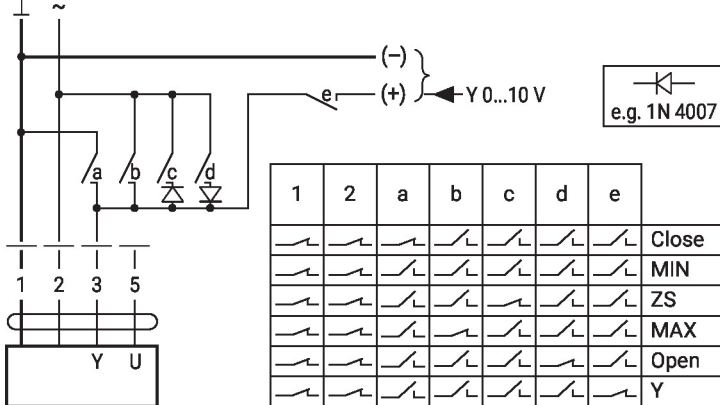 ⊥ ~
(–)
e (+) Y 0...10 V
e.g. 1N 4007
a b c d
1 2 a b c d e
Close
1 2 3 5 MIN
ZS
MAX
Y U Open
Y